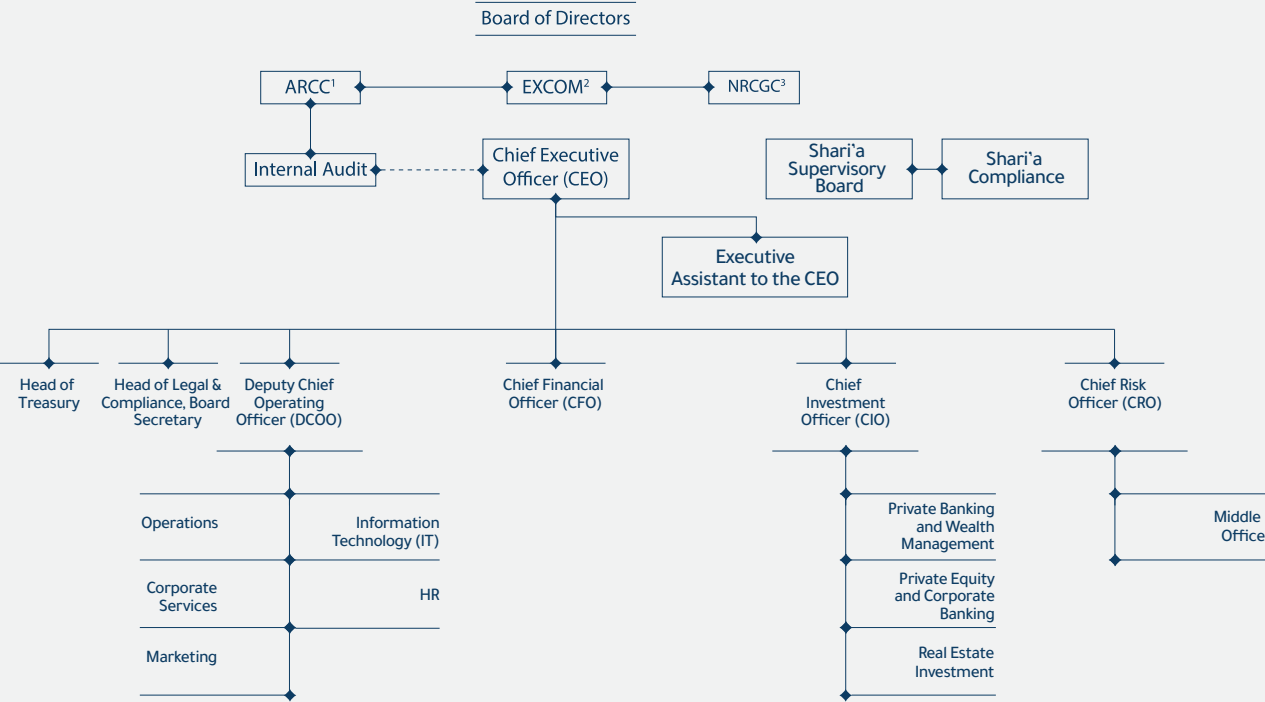 Board of Directors
ARCC¹
EXCOM²
NRCGC³
Internal Audit
Chief Executive
Officer (CEO)
Shari'a
Supervisory
Board
Shari'a
Compliance
Executive
Assistant to the CEO
Head of
Treasury
Head of Legal &
Compliance, Board
Secretary
Deputy Chief
Operating
Officer (DCOO)
Chief Financial
Officer (CFO)
Chief
Investment
Officer (CIO)
Chief Risk
Officer (CRO)
Operations
Information
Technology (IT)
Corporate
Services
HR
Marketing
Private Banking
and Wealth
Management
Private Equity
and Corporate
Banking
Real Estate
Investment
Middle
Office